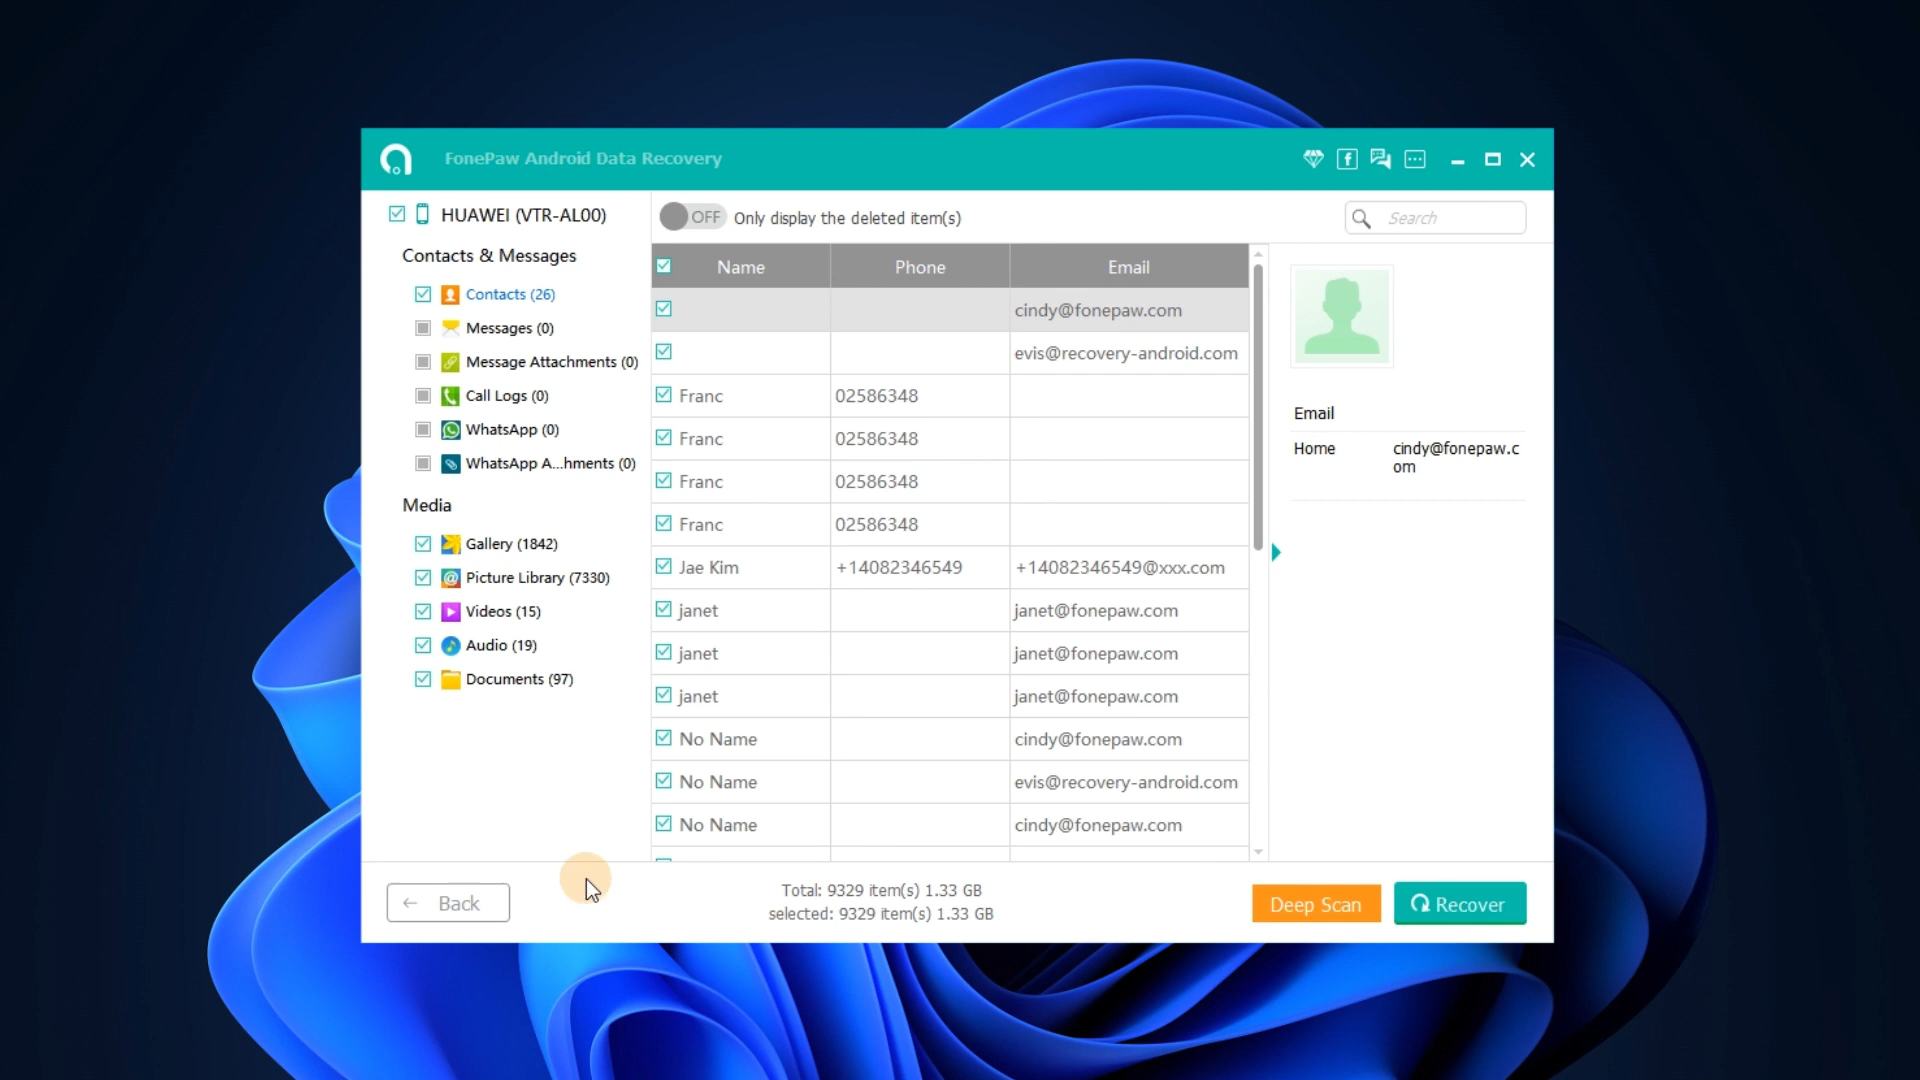 FonePaw Android Data Recovery
HUAWEI (VTR-AL00)
Contacts & Messages
Contacts (26)
Messages (0)
Message Attachments (0)
Call Logs (0)
WhatsApp (0)
WhatsApp A...hments (0)
Media
Gallery (1842)
Picture Library (7330)
Videos (15)
Audio (19)
Documents (97)
OFF Only display the deleted item(s)
Search
Name Phone Email
cindy@fonepaw.com
evis@recovery-android.com
Franc 02586348
Franc 02586348
Franc 02586348
Franc 02586348
Jae Kim +14082346549 +14082346549@xxx.com
janet janet@fonepaw.com
janet janet@fonepaw.com
janet janet@fonepaw.com
No Name cindy@fonepaw.com
No Name evis@recovery-android.com
No Name cindy@fonepaw.com
Email
Home cindy@fonepaw.c
om
Back
Total: 9329 item(s) 1.33 GB
selected: 9329 item(s) 1.33 GB
Deep Scan
Recover